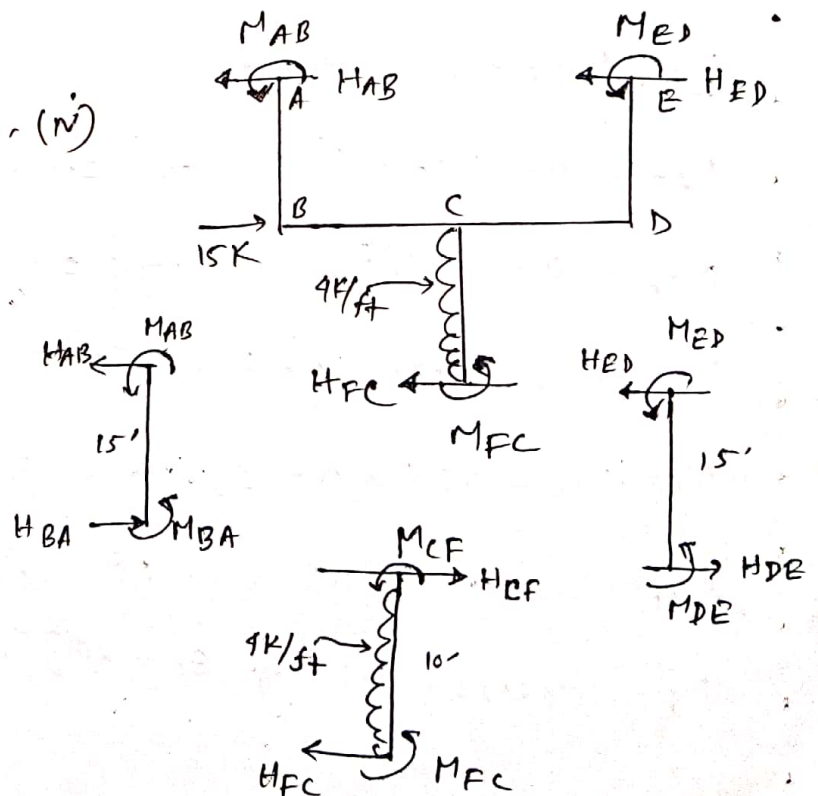 MAB MED
HAB A E HED
(N)
B C D
15K
4K/ft
HFC
MFC
MAB
HAB
15'
HBA MBA
MED
HED
15'
HDE
MDE
MCF
HCF
4K/ft
10'
HFC MFC